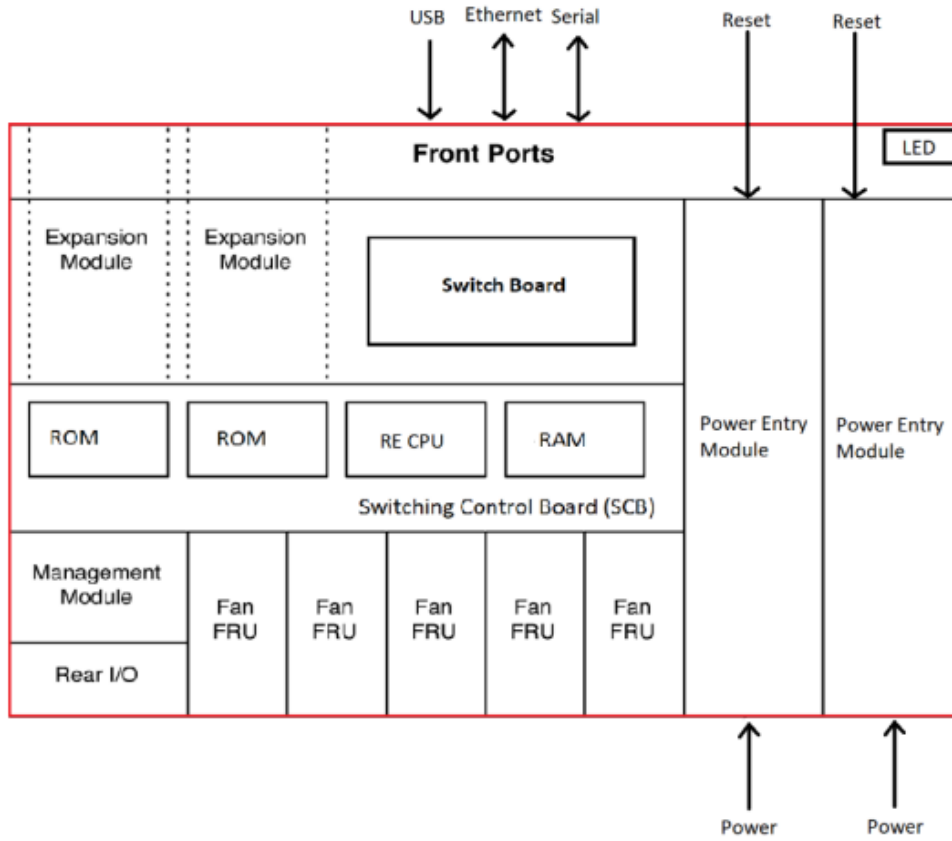 USB Ethernet Serial Reset Reset
Front Ports
LED
Expansion
Module
Expansion
Module
Switch Board
ROM
ROM
RE CPU
RAM
Switching Control Board (SCB)
Power Entry
Module
Power Entry
Module
Management
Module
Rear I/O
Fan
FRU
Fan
FRU
Fan
FRU
Fan
FRU
Fan
FRU
Power
Power